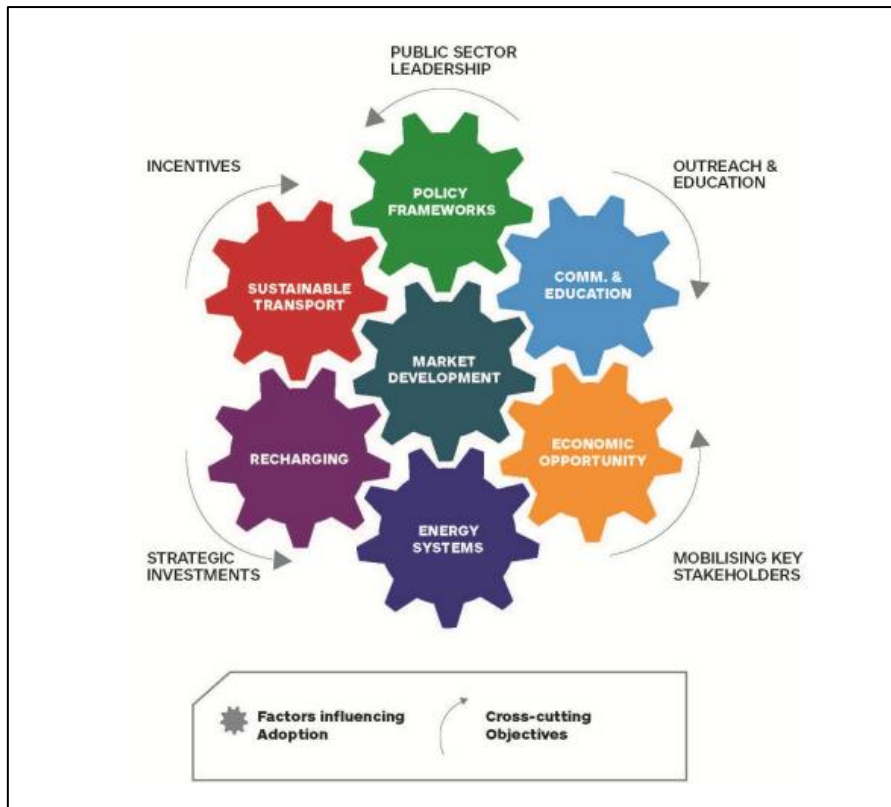 PUBLIC SECTOR
LEADERSHIP
INCENTIVES
OUTREACH &
EDUCATION
POLICY
FRAMEWORKS
SUSTAINABLE
TRANSPORT
COMM. &
EDUCATION
MARKET
DEVELOPMENT
RECHARGING
ECONOMIC
OPPORTUNITY
ENERGY
SYSTEMS
STRATEGIC
INVESTMENTS
MOBILISING KEY
STAKEHOLDERS
Factors influencing
Adoption
Cross-cutting
Objectives